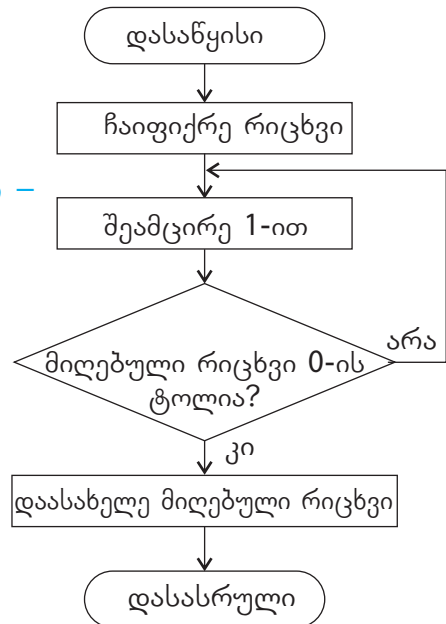 დასაწყისი
ჩაიფიქრე რიცხვი
–
შეამცირე 1-ით
არა
მიღებული რიცხვი 0-ის
ტოლია?
კი
დაასახელე მიღებული რიცხვი
დასასრული